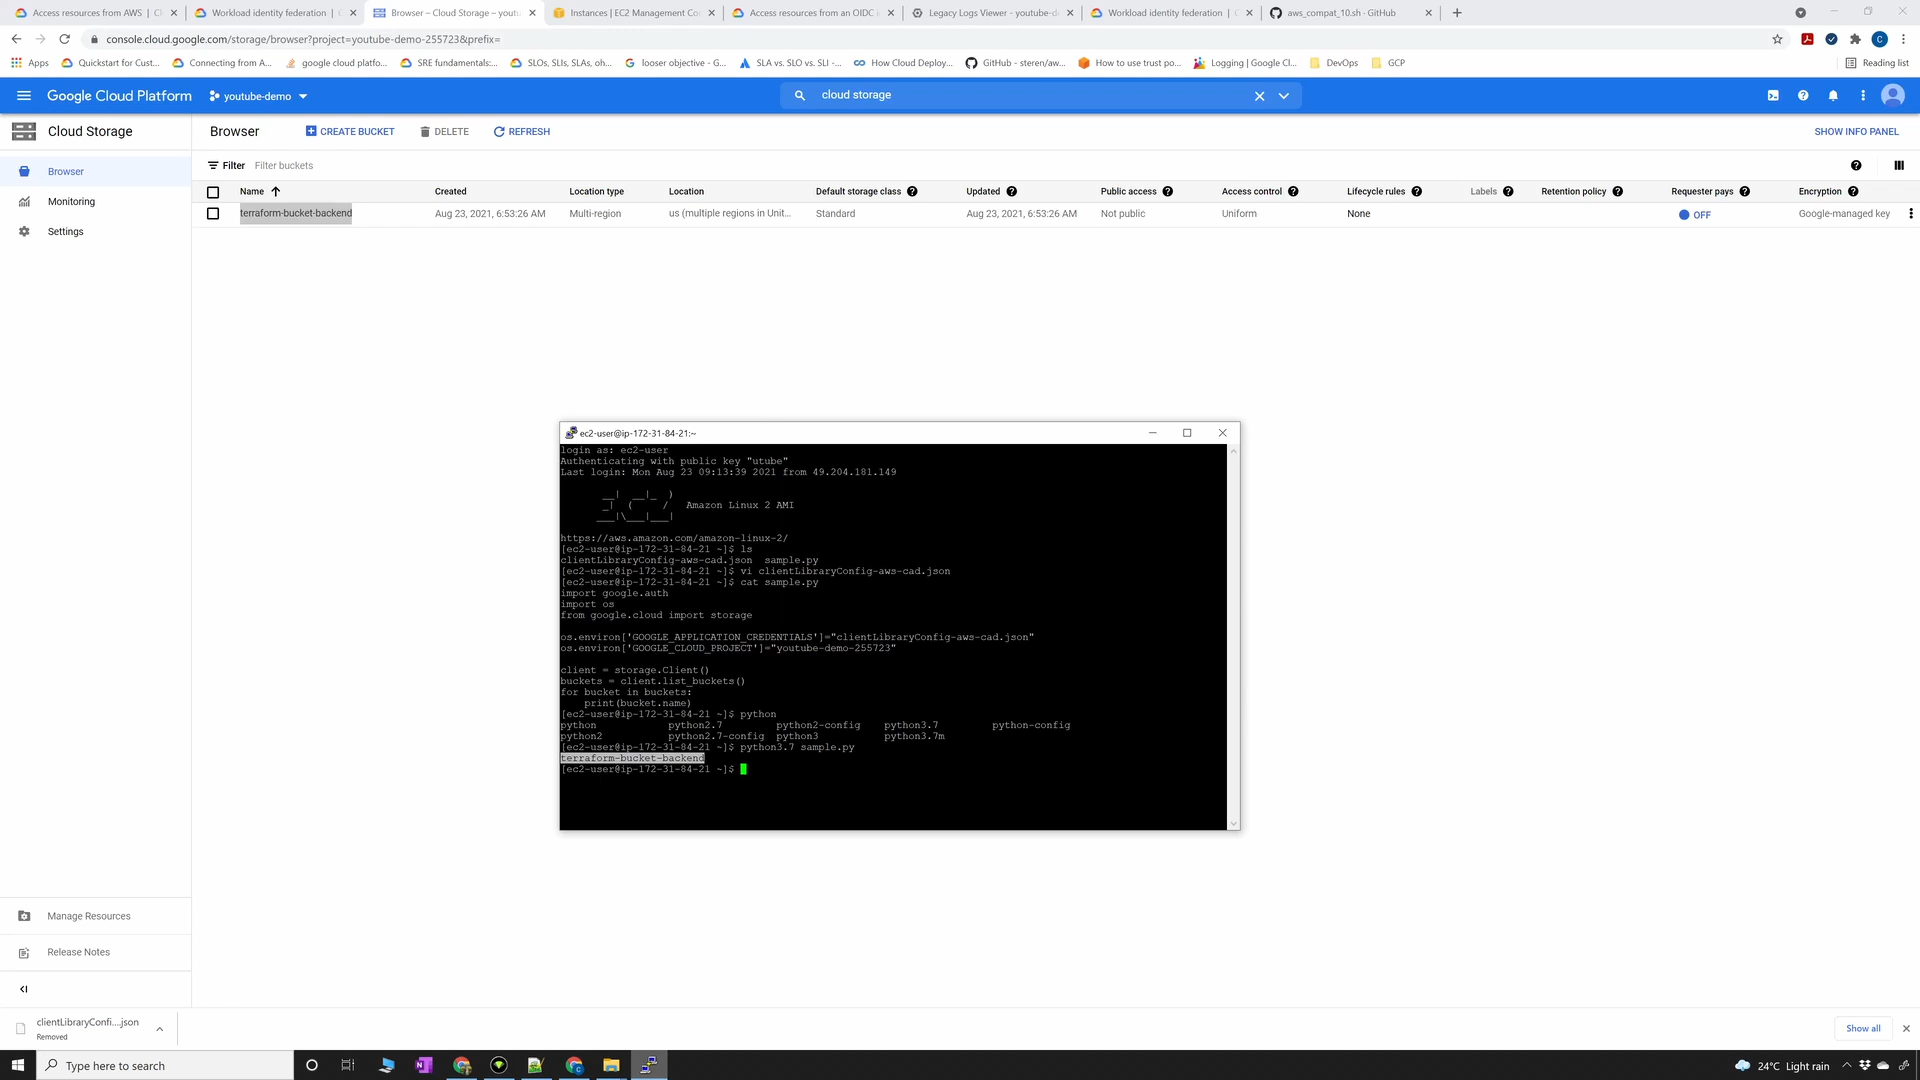 Access resources from AWS | Cl
Workload identity federation | C
Browser – Cloud Storage – youtu
Instances | EC2 Management Co
Access resources from an OIDC i
Legacy Logs Viewer - youtube-d
Workload identity federation | C
aws_compat_10.sh · GitHub
console.cloud.google.com/storage/browser?project=youtube-demo-255723&prefix=
C
Apps
Quickstart for Cust...
Connecting from A...
google cloud platfo...
SRE fundamentals:...
SLOs, SLIs, SLAs, oh...
looser objective - G...
SLA vs. SLO vs. SLI -...
How Cloud Deploy...
GitHub - steren/aw...
How to use trust po...
Logging | Google Cl...
DevOps
GCP
Reading list
Google Cloud Platform
youtube-demo
cloud storage
Cloud Storage
Browser
CREATE BUCKET
DELETE
REFRESH
SHOW INFO PANEL
Browser
Monitoring
Settings
Filter Filter buckets
Name Created Location type Location Default storage class Updated Public access Access control Lifecycle rules Labels Retention policy Requester pays Encryption
terraform-bucket-backend Aug 23, 2021, 6:53:26 AM Multi-region us (multiple regions in Unit... Standard Aug 23, 2021, 6:53:26 AM Not public Uniform None OFF Google-managed key
ec2-user@ip-172-31-84-21:~
login as: ec2-user
Authenticating with public key "utube"
Last login: Mon Aug 23 09:13:39 2021 from 49.204.181.149
__| __|_ )
_| ( / Amazon Linux 2 AMI
___|\___|___|
https://aws.amazon.com/amazon-linux-2/
[ec2-user@ip-172-31-84-21 ~]$ ls
clientLibraryConfig-aws-cad.json sample.py
[ec2-user@ip-172-31-84-21 ~]$ vi clientLibraryConfig-aws-cad.json
[ec2-user@ip-172-31-84-21 ~]$ cat sample.py
import google.auth
import os
from google.cloud import storage
os.environ['GOOGLE_APPLICATION_CREDENTIALS']="clientLibraryConfig-aws-cad.json"
os.environ['GOOGLE_CLOUD_PROJECT']="youtube-demo-255723"
client = storage.Client()
buckets = client.list_buckets()
for bucket in buckets:
print(bucket.name)
[ec2-user@ip-172-31-84-21 ~]$ python
python python2.7 python2-config python3.7 python-config
python2 python2.7-config python3 python3.7m
[ec2-user@ip-172-31-84-21 ~]$ python3.7 sample.py
terraform-bucket-backend
[ec2-user@ip-172-31-84-21 ~]$
Manage Resources
Release Notes
clientLibraryConfi....json
Removed
Show all
Type here to search
24°C Light rain